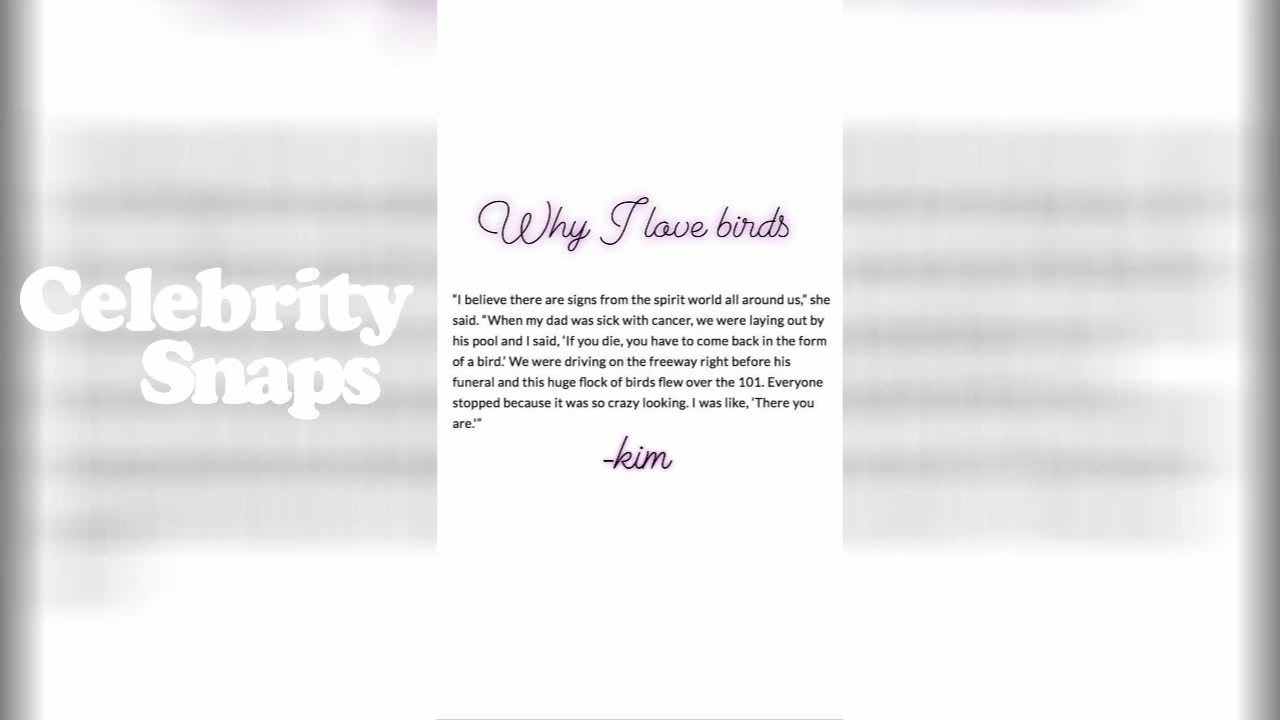 Celebrity
Snaps
Why I love birds
“I believe there are signs from the spirit world all around us,” she
said. “When my dad was sick with cancer, we were laying out by
his pool and I said, ‘If you die, you have to come back in the form
of a bird.’ We were driving on the freeway right before his
funeral and this huge flock of birds flew over the 101. Everyone
stopped because it was so crazy looking. I was like, ‘There you
are.’”
-kim